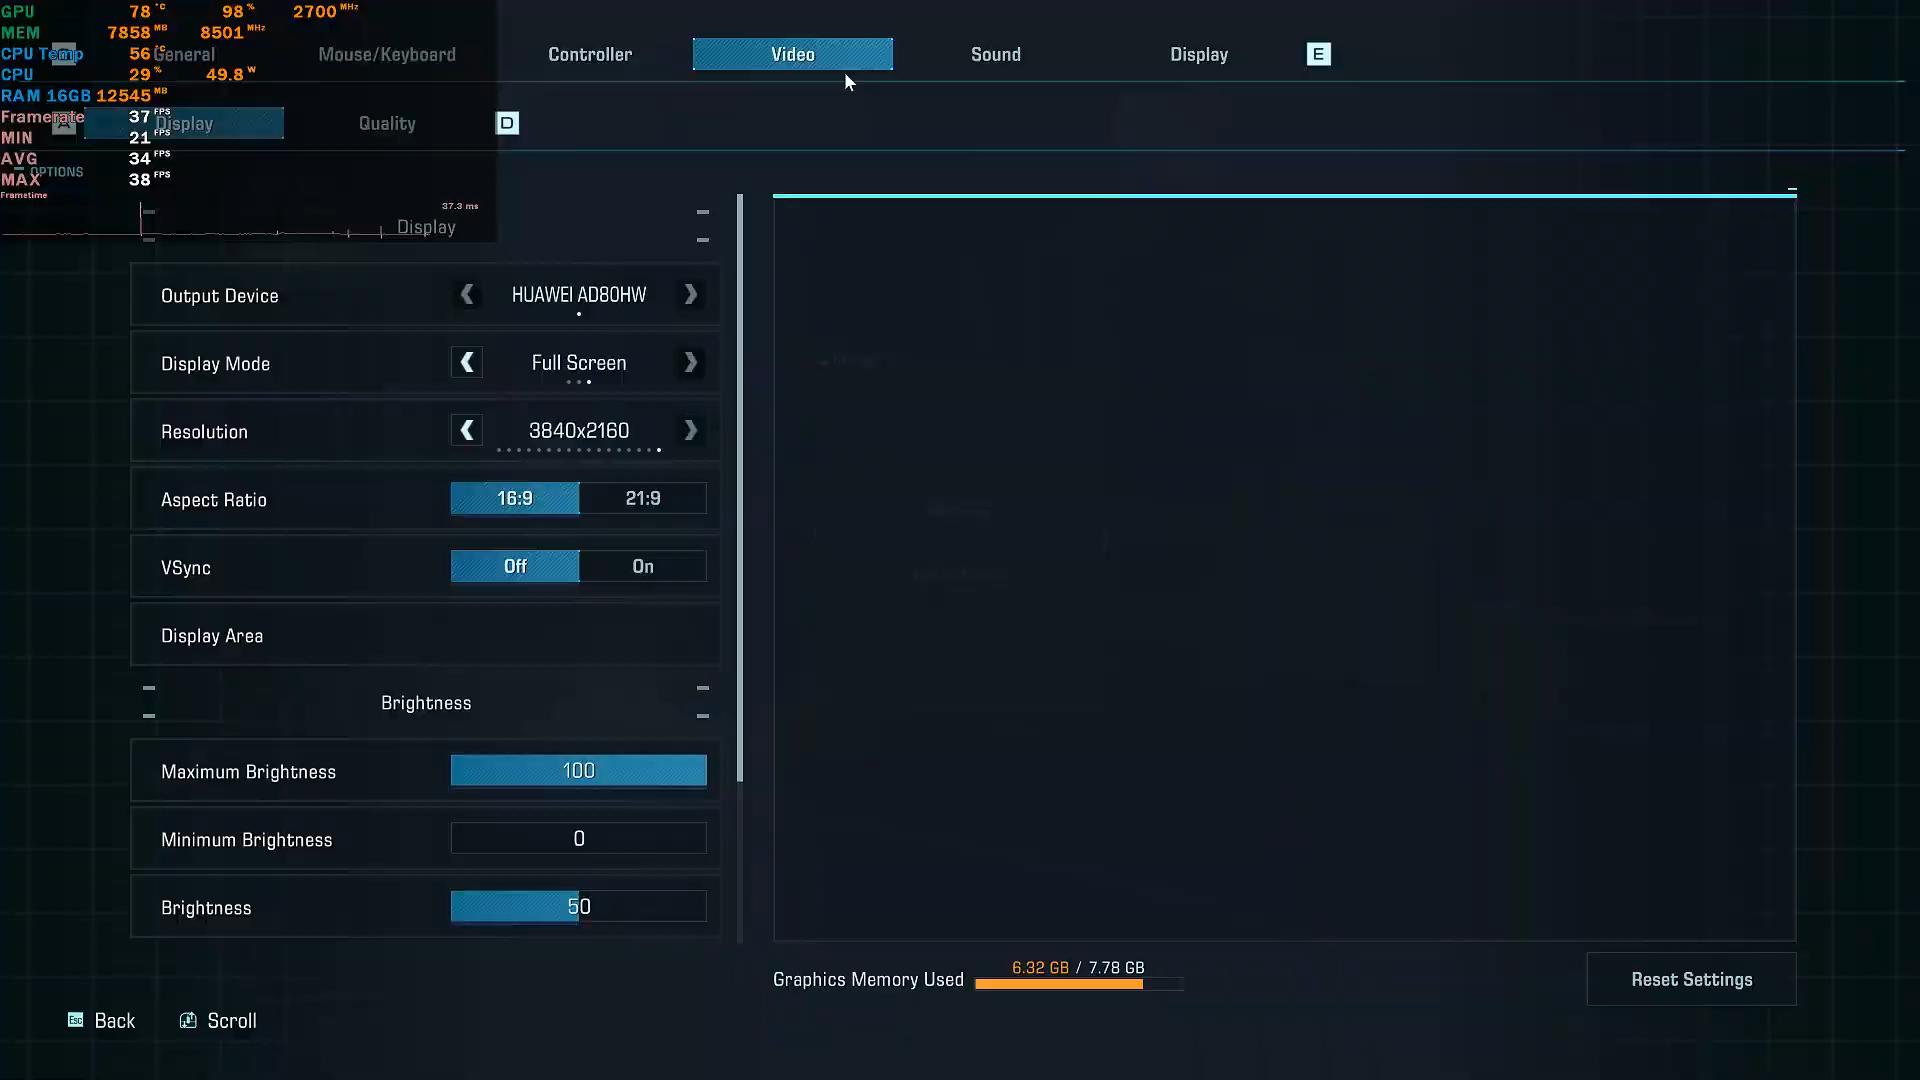 GPU 78 °C 98 % 2700 MHz
MEM 7858 MB 8501 MHz
CPU Temp 56 °C
CPU 29 % 49.8 W
RAM 16GB 12545 MB
Framerate 37 FPS
MIN 21 FPS
AVG 34 FPS
MAX 38 FPS
Frametime
37.3 ms
General Mouse/Keyboard Controller Video Sound Display E
A Display Quality D
OPTIONS
Display
Output Device HUAWEI AD80HW
Display Mode Full Screen
Resolution 3840x2160
Aspect Ratio 16:9 21:9
VSync Off On
Display Area
Brightness
Maximum Brightness 100
Minimum Brightness 0
Brightness 50
Graphics Memory Used 6.32 GB / 7.78 GB
Reset Settings
Esc Back Scroll